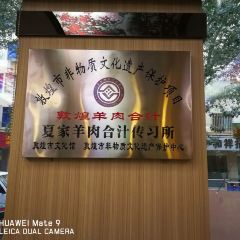 敦煌市非物质文化遗产保护项目
敦煌羊肉合汁
夏家羊肉合汁传习所
敦煌市文化馆 敦煌市非物质文化遗产保护中心
HUAWEI Mate 9
LEICA DUAL CAMERA